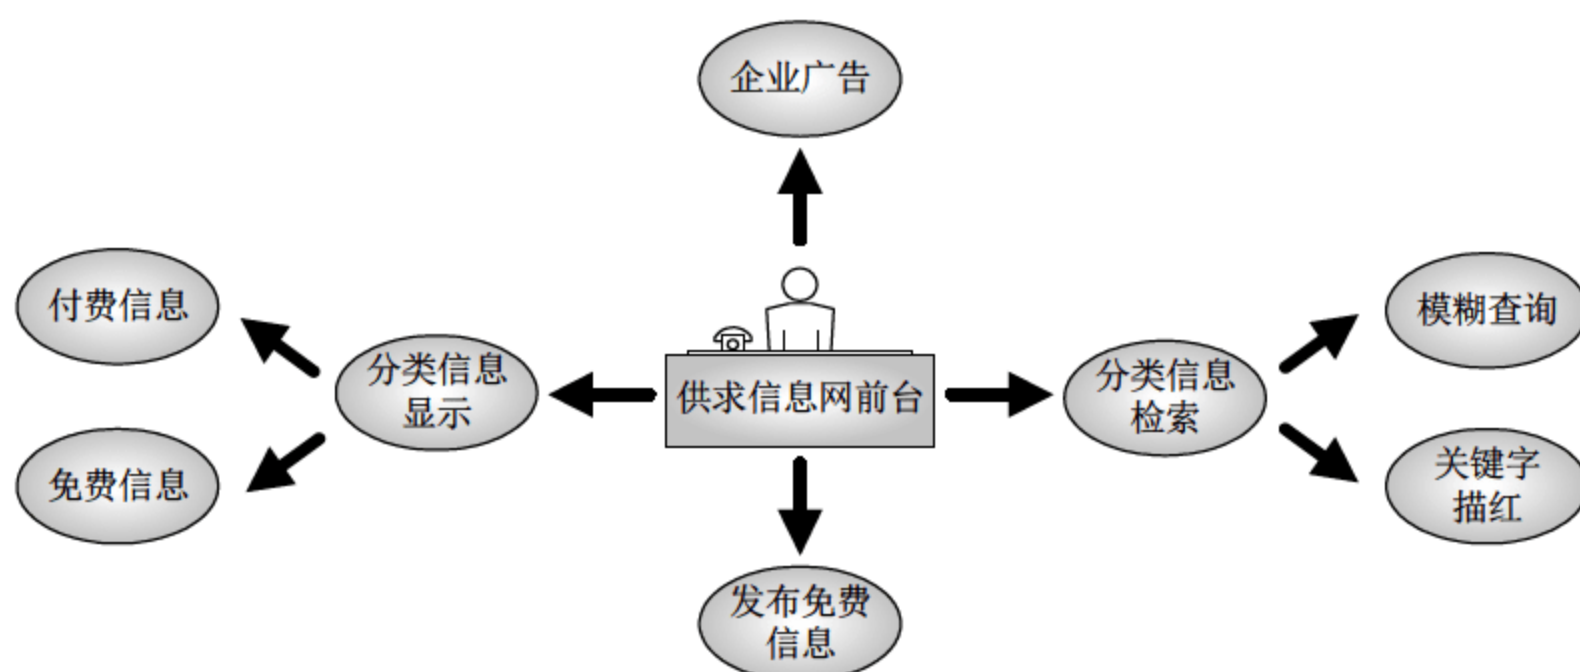 企业广告
付费信息
分类信息
显示
免费信息
供求信息网前台
分类信息
检索
模糊查询
关键字
描红
发布免费
信息